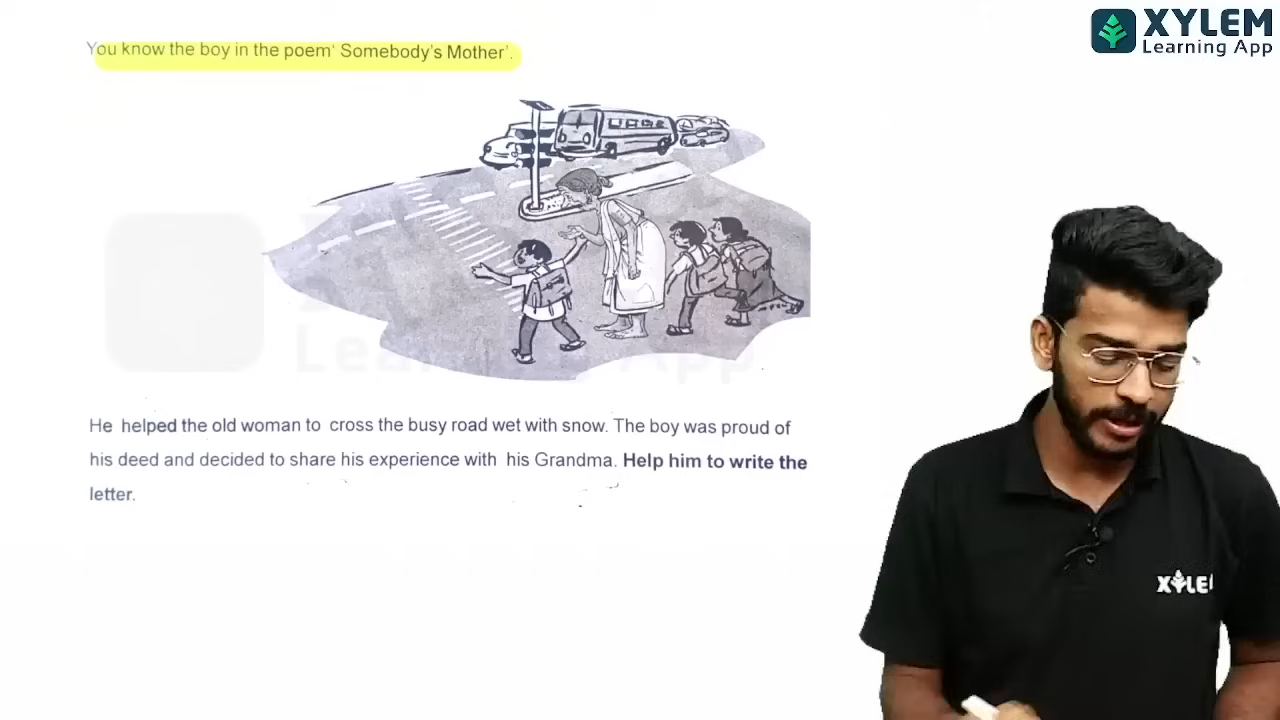 XYLEM
Learning App
You know the boy in the poem‘ Somebody's Mother’.
He helped the old woman to cross the busy road wet with snow. The boy was proud of
his deed and decided to share his experience with his Grandma. Help him to write the
letter.
XYLE